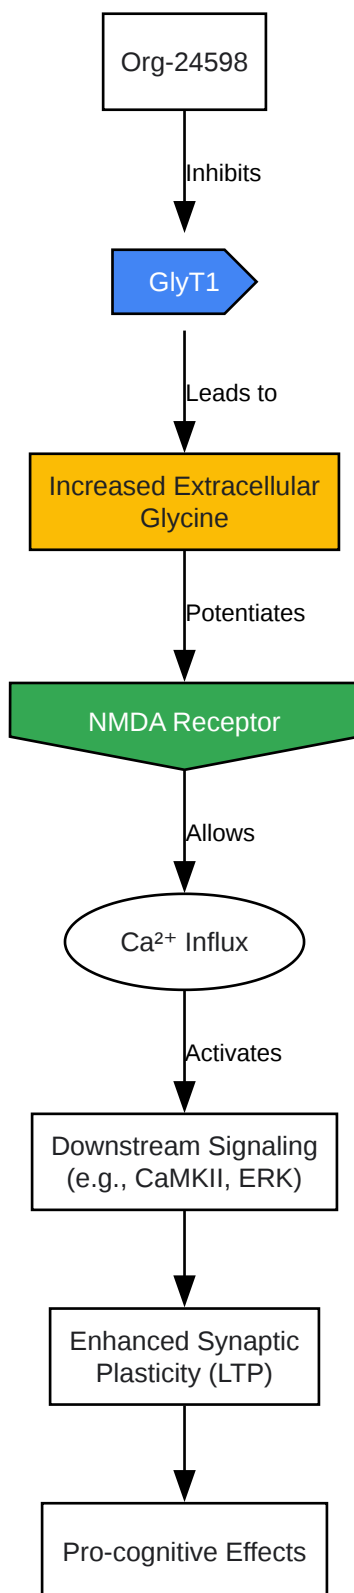 Org-24598
Inhibits
GlyT1
Leads to
Increased Extracellular
Glycine
Potentiates
NMDA Receptor
Allows
Ca²⁺ Influx
Activates
Downstream Signaling
(e.g., CaMKII, ERK)
Enhanced Synaptic
Plasticity (LTP)
Pro-cognitive Effects